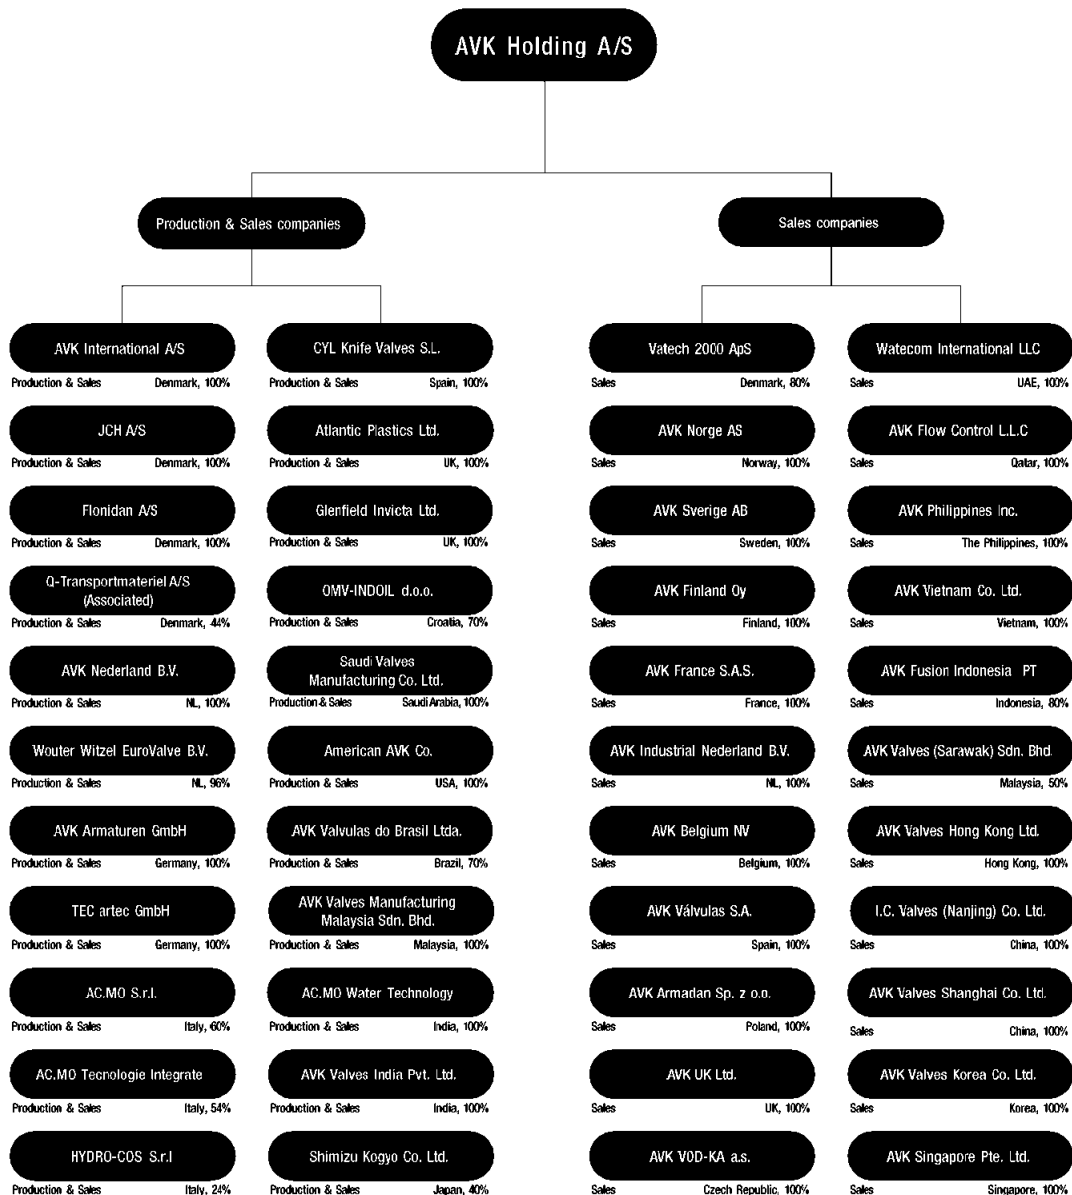 AVK Holding A/S
Production & Sales companies
Sales companies
AVK International A/S
Production & Sales Denmark, 100%
JCH A/S
Production & Sales Denmark, 100%
Flonidan A/S
Production & Sales Denmark, 100%
Q-Transportmateriel A/S
(Associated)
Production & Sales Denmark, 44%
AVK Nederland B.V.
Production & Sales NL, 100%
Wouter Witzel EuroValve B.V.
Production & Sales NL, 96%
AVK Armaturen GmbH
Production & Sales Germany, 100%
TEC artec GmbH
Production & Sales Germany, 100%
AC.MO S.r.l.
Production & Sales Italy, 60%
AC.MO Tecnologie Integrate
Production & Sales Italy, 54%
HYDRO-COS S.r.l
Production & Sales Italy, 24%
CYL Knife Valves S.L.
Production & Sales Spain, 100%
Atlantic Plastics Ltd.
Production & Sales UK, 100%
Glenfield Invicta Ltd.
Production & Sales UK, 100%
OMV-INDOIL d.o.o.
Production & Sales Croatia, 70%
Saudi Valves
Manufacturing Co. Ltd.
Production & Sales Saudi Arabia, 100%
American AVK Co.
Production & Sales USA, 100%
AVK Valvulas do Brasil Ltda.
Production & Sales Brazil, 70%
AVK Valves Manufacturing
Malaysia Sdn. Bhd.
Production & Sales Malaysia, 100%
AC.MO Water Technology
Production & Sales India, 100%
AVK Valves India Pvt. Ltd.
Production & Sales India, 100%
Shimizu Kogyo Co. Ltd.
Production & Sales Japan, 40%
Vatech 2000 ApS
Sales Denmark, 80%
AVK Norge AS
Sales Norway, 100%
AVK Sverige AB
Sales Sweden, 100%
AVK Finland Oy
Sales Finland, 100%
AVK France S.A.S.
Sales France, 100%
AVK Industrial Nederland B.V.
Sales NL, 100%
AVK Belgium NV
Sales Belgium, 100%
AVK Válvulas S.A.
Sales Spain, 100%
AVK Armadan Sp. z o.o.
Sales Poland, 100%
AVK UK Ltd.
Sales UK, 100%
AVK VOD-KA a.s.
Sales Czech Republic, 100%
Watecom International LLC
Sales UAE, 100%
AVK Flow Control L.L.C
Sales Qatar, 100%
AVK Philippines Inc.
Sales The Philippines, 100%
AVK Vietnam Co. Ltd.
Sales Vietnam, 100%
AVK Fusion Indonesia PT
Sales Indonesia, 80%
AVK Valves (Sarawak) Sdn. Bhd.
Sales Malaysia, 50%
AVK Valves Hong Kong Ltd.
Sales Hong Kong, 100%
I.C. Valves (Nanjing) Co. Ltd.
Sales China, 100%
AVK Valves Shanghai Co. Ltd.
Sales China, 100%
AVK Valves Korea Co. Ltd.
Sales Korea, 100%
AVK Singapore Pte. Ltd.
Sales Singapore, 100%